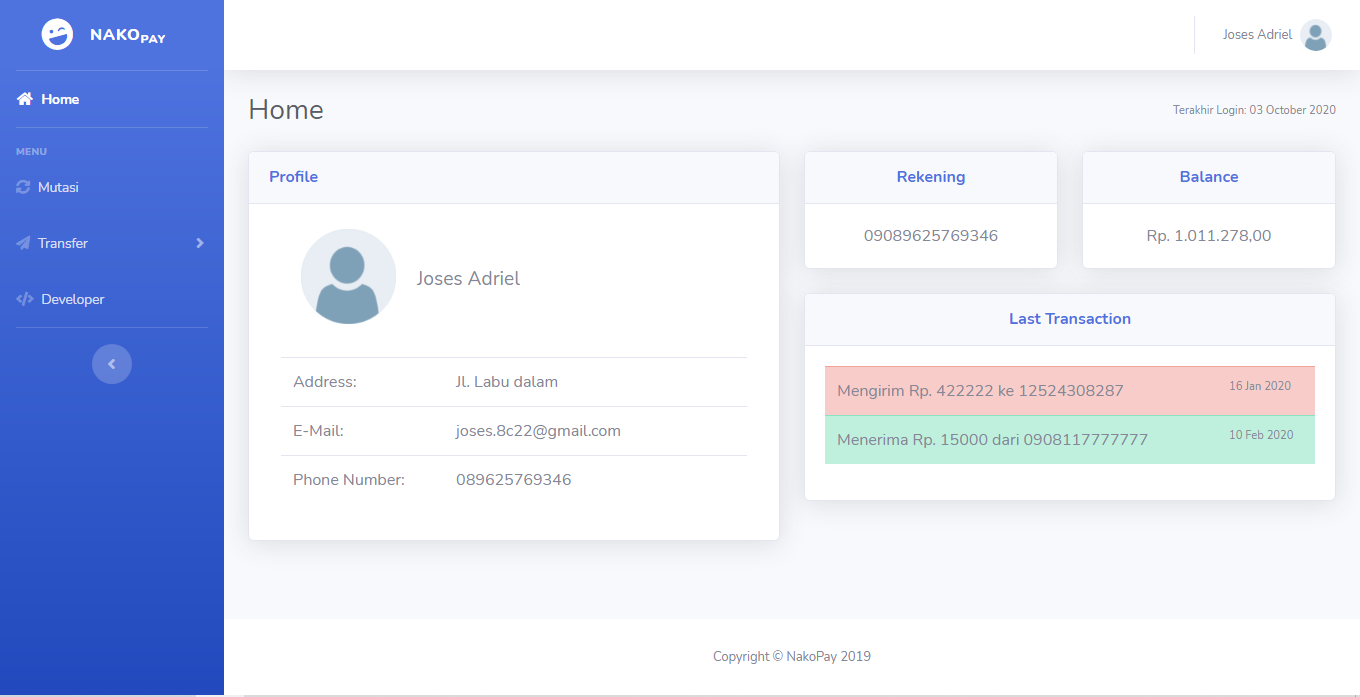 NAKOPAY
Joses Adriel
Home
MENU
Mutasi
Transfer
Developer
Home
Terakhir Login: 03 October 2020
Profile
Joses Adriel
Address: Jl. Labu dalam
E-Mail: joses.8c22@gmail.com
Phone Number: 089625769346
Rekening
09089625769346
Balance
Rp. 1.011.278,00
Last Transaction
Mengirim Rp. 422222 ke 12524308287 16 Jan 2020
Menerima Rp. 15000 dari 0908117777777 10 Feb 2020
Copyright © NakoPay 2019